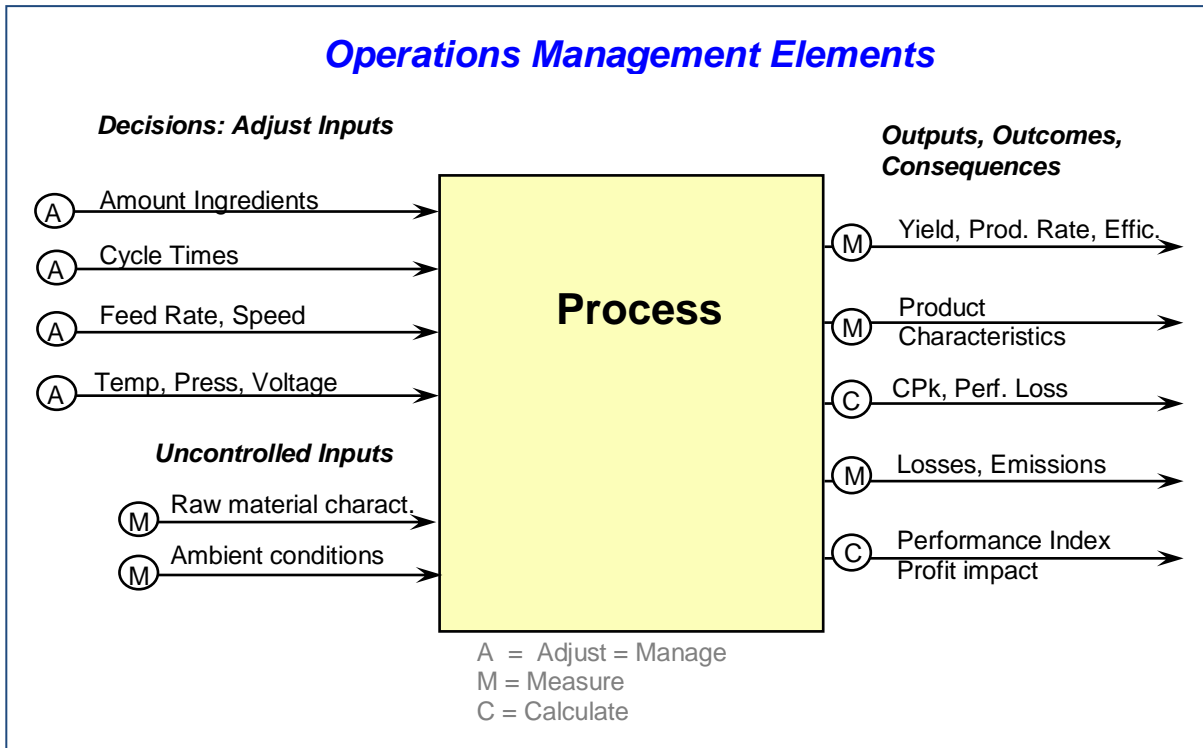 Operations Management Elements
Decisions: Adjust Inputs
A Amount Ingredients
A Cycle Times
A Feed Rate, Speed
A Temp, Press, Voltage
Uncontrolled Inputs
M Raw material charact.
M Ambient conditions
Process
Outputs, Outcomes,
Consequences
M Yield, Prod. Rate, Effic.
M Product
Characteristics
C CPk, Perf. Loss
M Losses, Emissions
C Performance Index
Profit impact
A = Adjust = Manage
M = Measure
C = Calculate